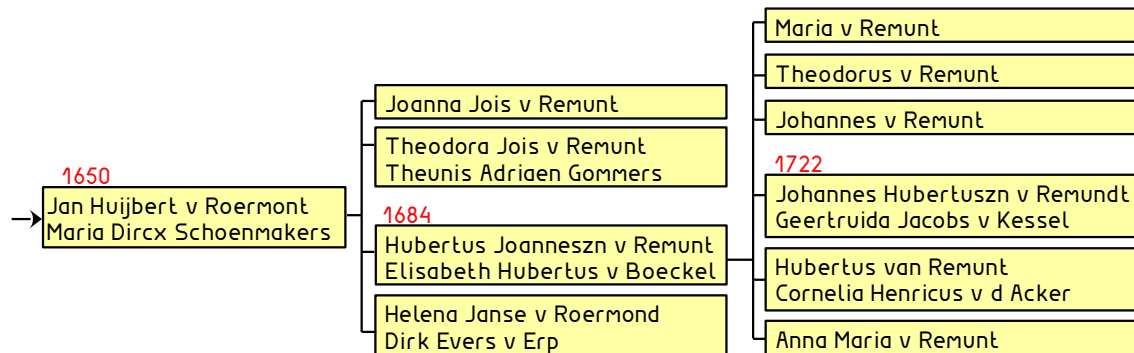 1650
Jan Huijbert v Roermont
Maria Dircx Schoenmakers
Joanna Jois v Remunt
Theodora Jois v Remunt
Theunis Adriaen Gommers
1684
Hubertus Joanneszn v Remunt
Elisabeth Hubertus v Boeckel
Helena Janse v Roermond
Dirk Evers v Erp
Maria v Remunt
Theodorus v Remunt
Johannes v Remunt
1722
Johannes Hubertuszn v Remundt
Geertruida Jacobs v Kessel
Hubertus van Remunt
Cornelia Henricus v d Acker
Anna Maria v Remunt